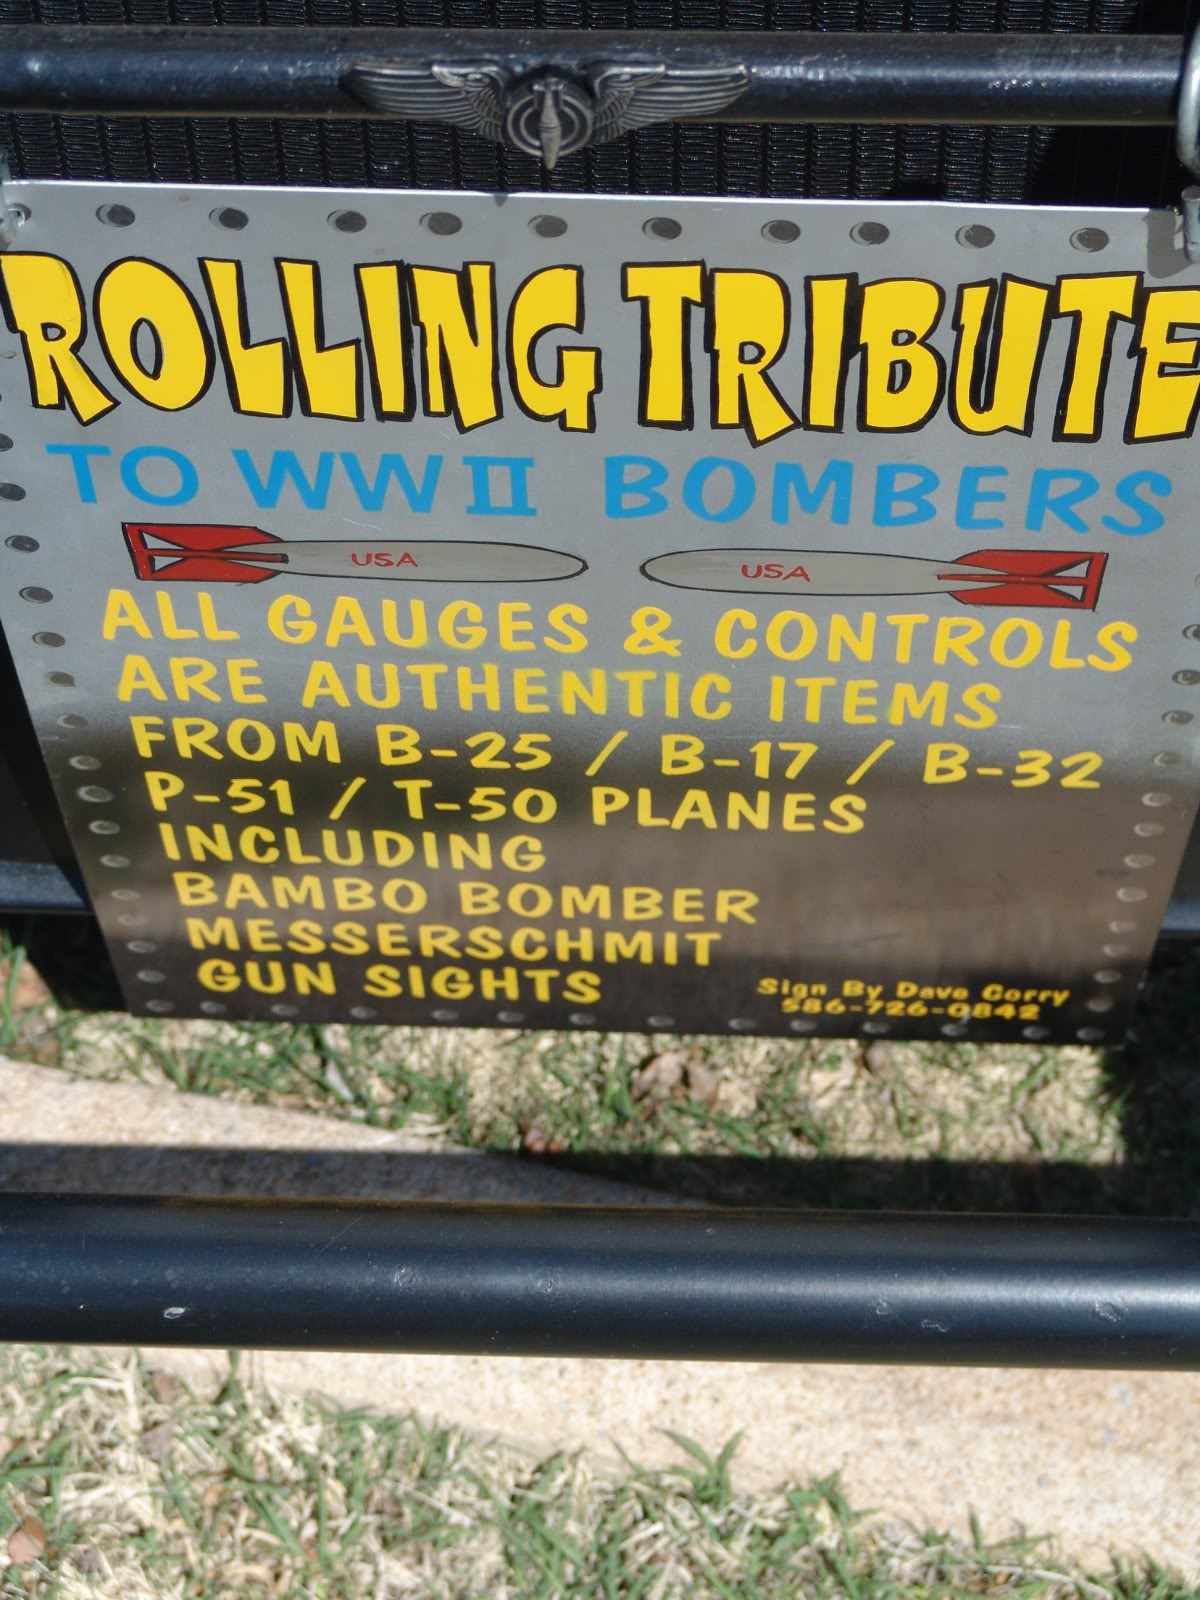 ROLLING TRIBUTE
TO WWII BOMBERS
USA USA
ALL GAUGES & CONTROLS
ARE AUTHENTIC ITEMS
FROM B-25 / B-17 / B-32
P-51 / T-50 PLANES
INCLUDING
BAMBO BOMBER
MESSERSCHMIT
GUN SIGHTS
Sign By Dave Corry
586-726-0842